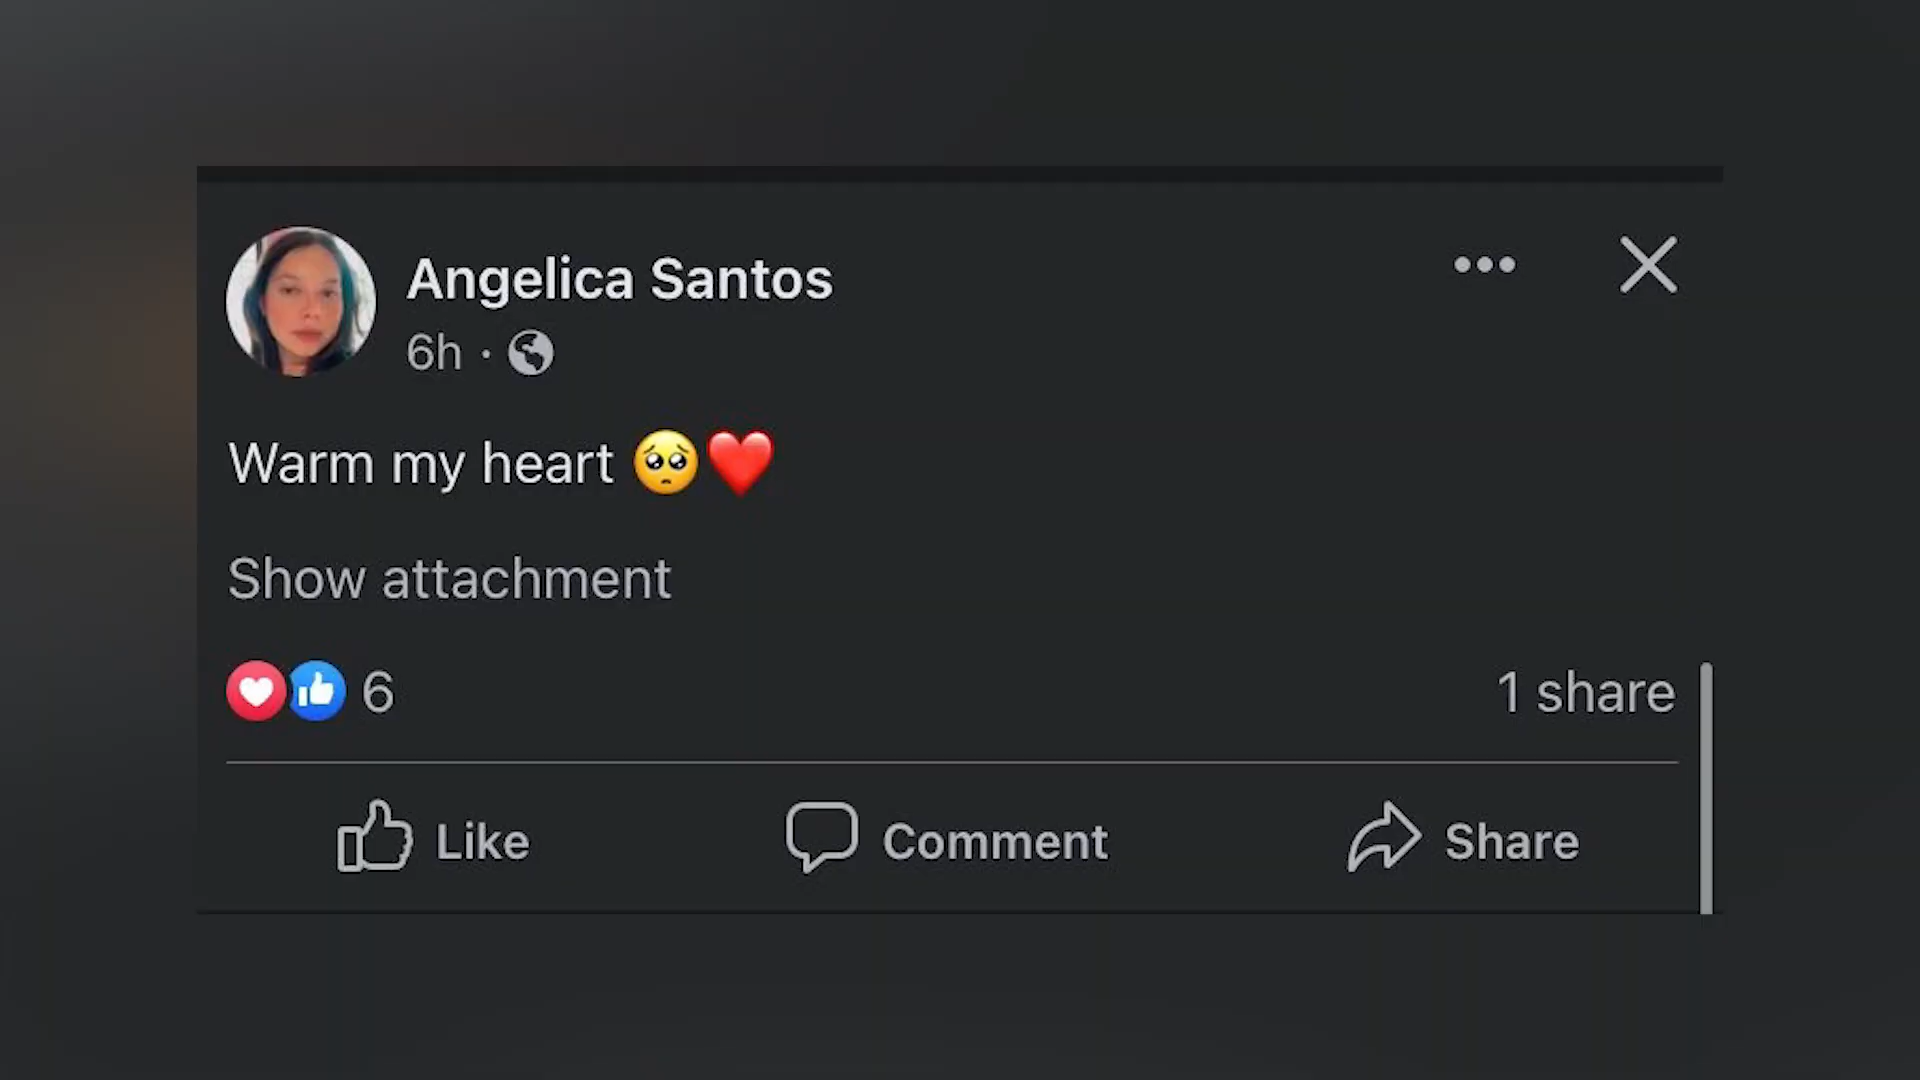 Angelica Santos
6h ·
Warm my heart 🥺❤️
Show attachment
6
1 share
Like
Comment
Share